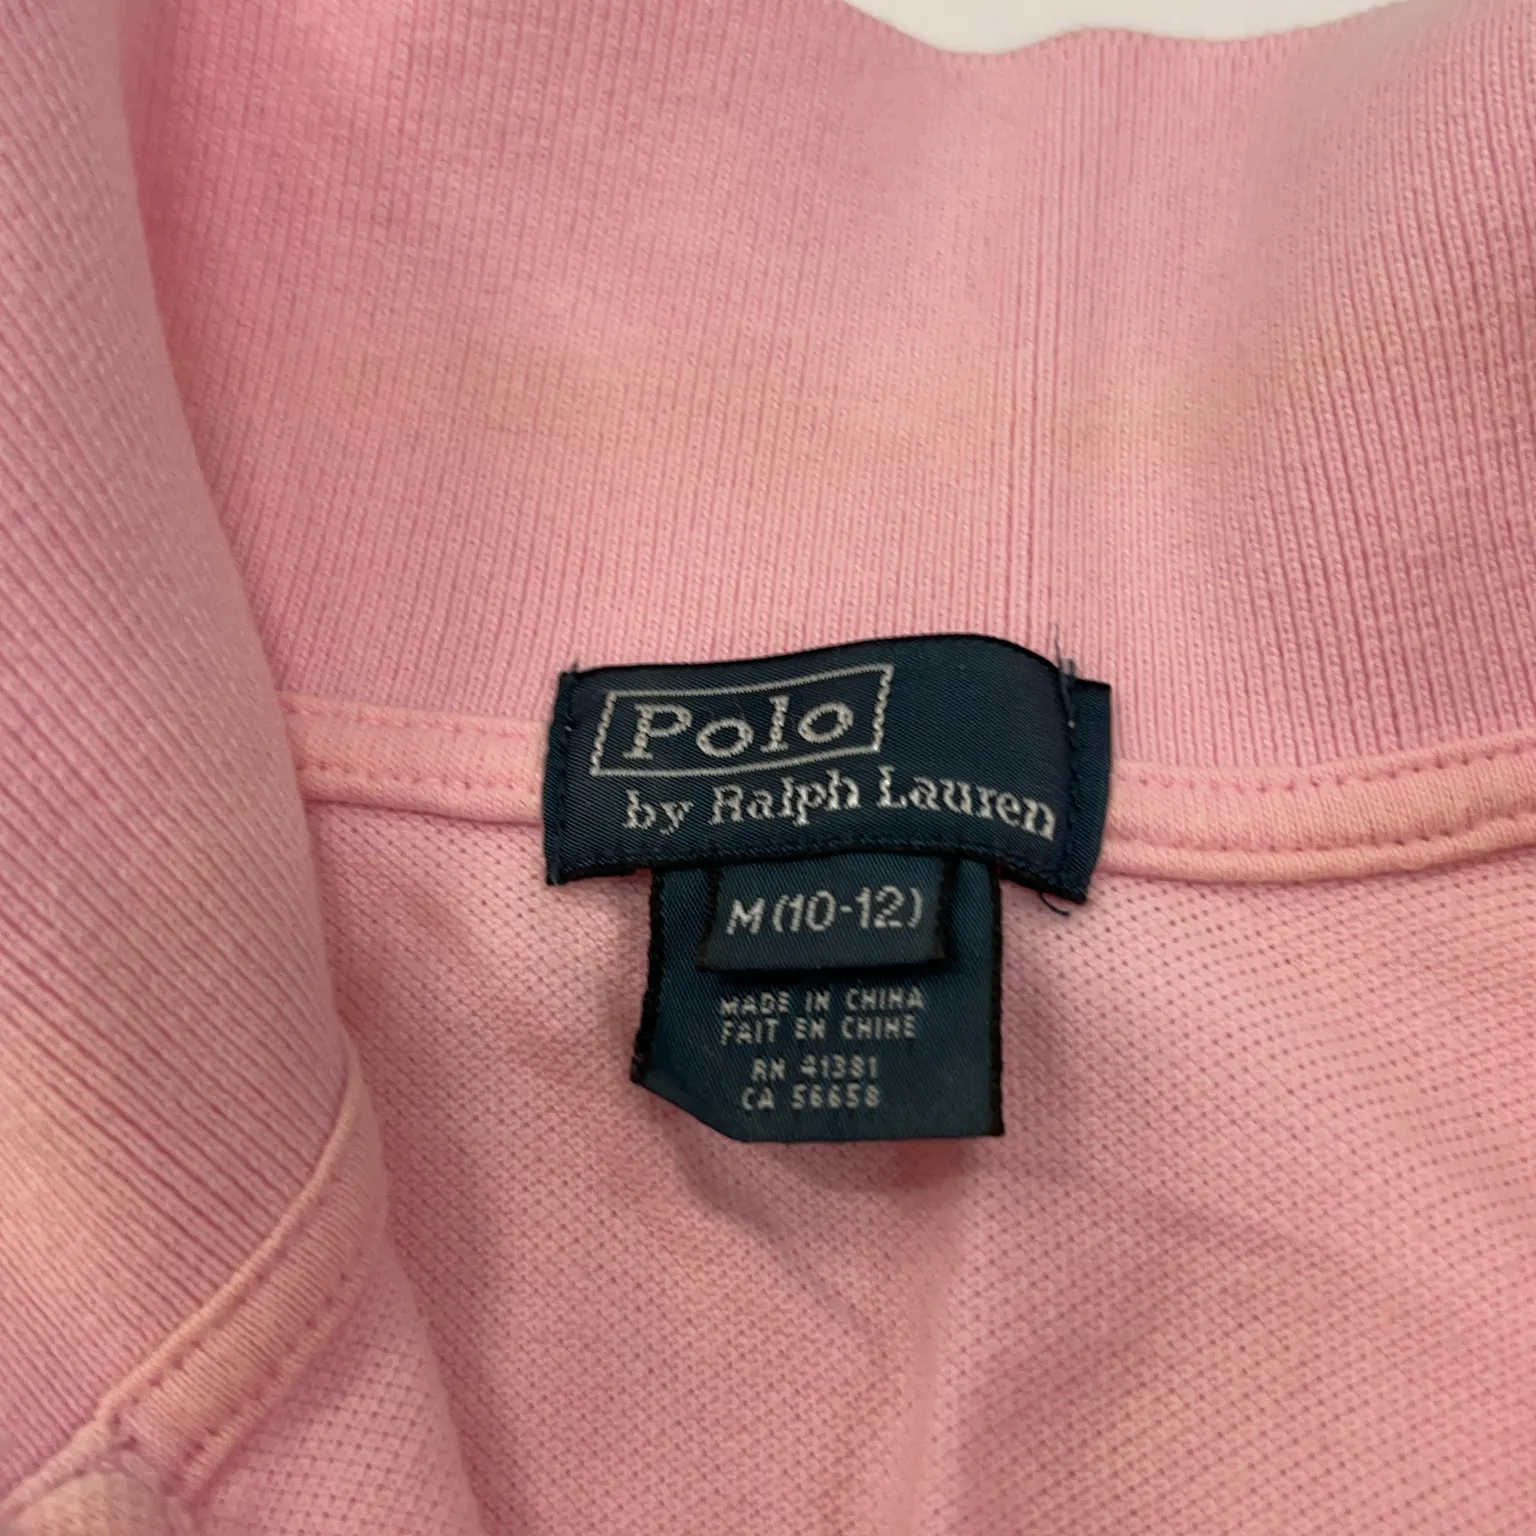 Polo
by Ralph Lauren
M (10-12)
MADE IN CHINA
FAIT EN CHINE
RN 41381
CA 56658